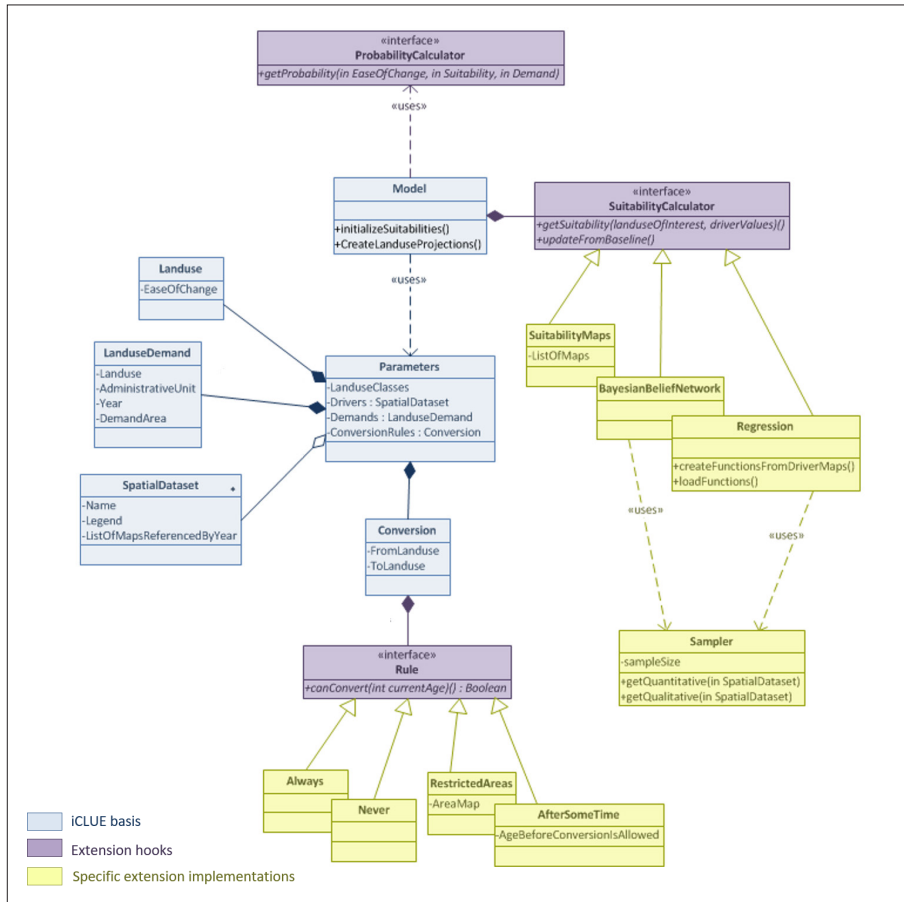 «interface»
ProbabilityCalculator
+getProbability(in EaseOfChange, in Suitability, in Demand)
«uses»
Model
+initializeSuitabilities()
+CreateLanduseProjections()
«interface»
SuitabilityCalculator
+getSuitability(landuseOfInterest, driverValues)()
+updateFromBaseline()
«uses»
Landuse
-EaseOfChange
LanduseDemand
-Landuse
-AdministrativeUnit
-Year
-DemandArea
Parameters
-LanduseClasses
-Drivers : SpatialDataset
-Demands : LanduseDemand
-ConversionRules : Conversion
SuitabilityMaps
-ListOfMaps
BayesianBeliefNetwork
Regression
+createFunctionsFromDriverMaps()
+loadFunctions()
SpatialDataset
-Name
-Legend
-ListOfMapsReferencedByYear
Conversion
-FromLanduse
-ToLanduse
«uses»
«uses»
«interface»
Rule
+canConvert(int currentAge)() : Boolean
Sampler
-sampleSize
+getQuantitative(in SpatialDataset)
+getQualitative(in SpatialDataset)
Always
Never
RestrictedAreas
-AreaMap
AfterSomeTime
-AgeBeforeConversionIsAllowed
iCLUE basis
Extension hooks
Specific extension implementations